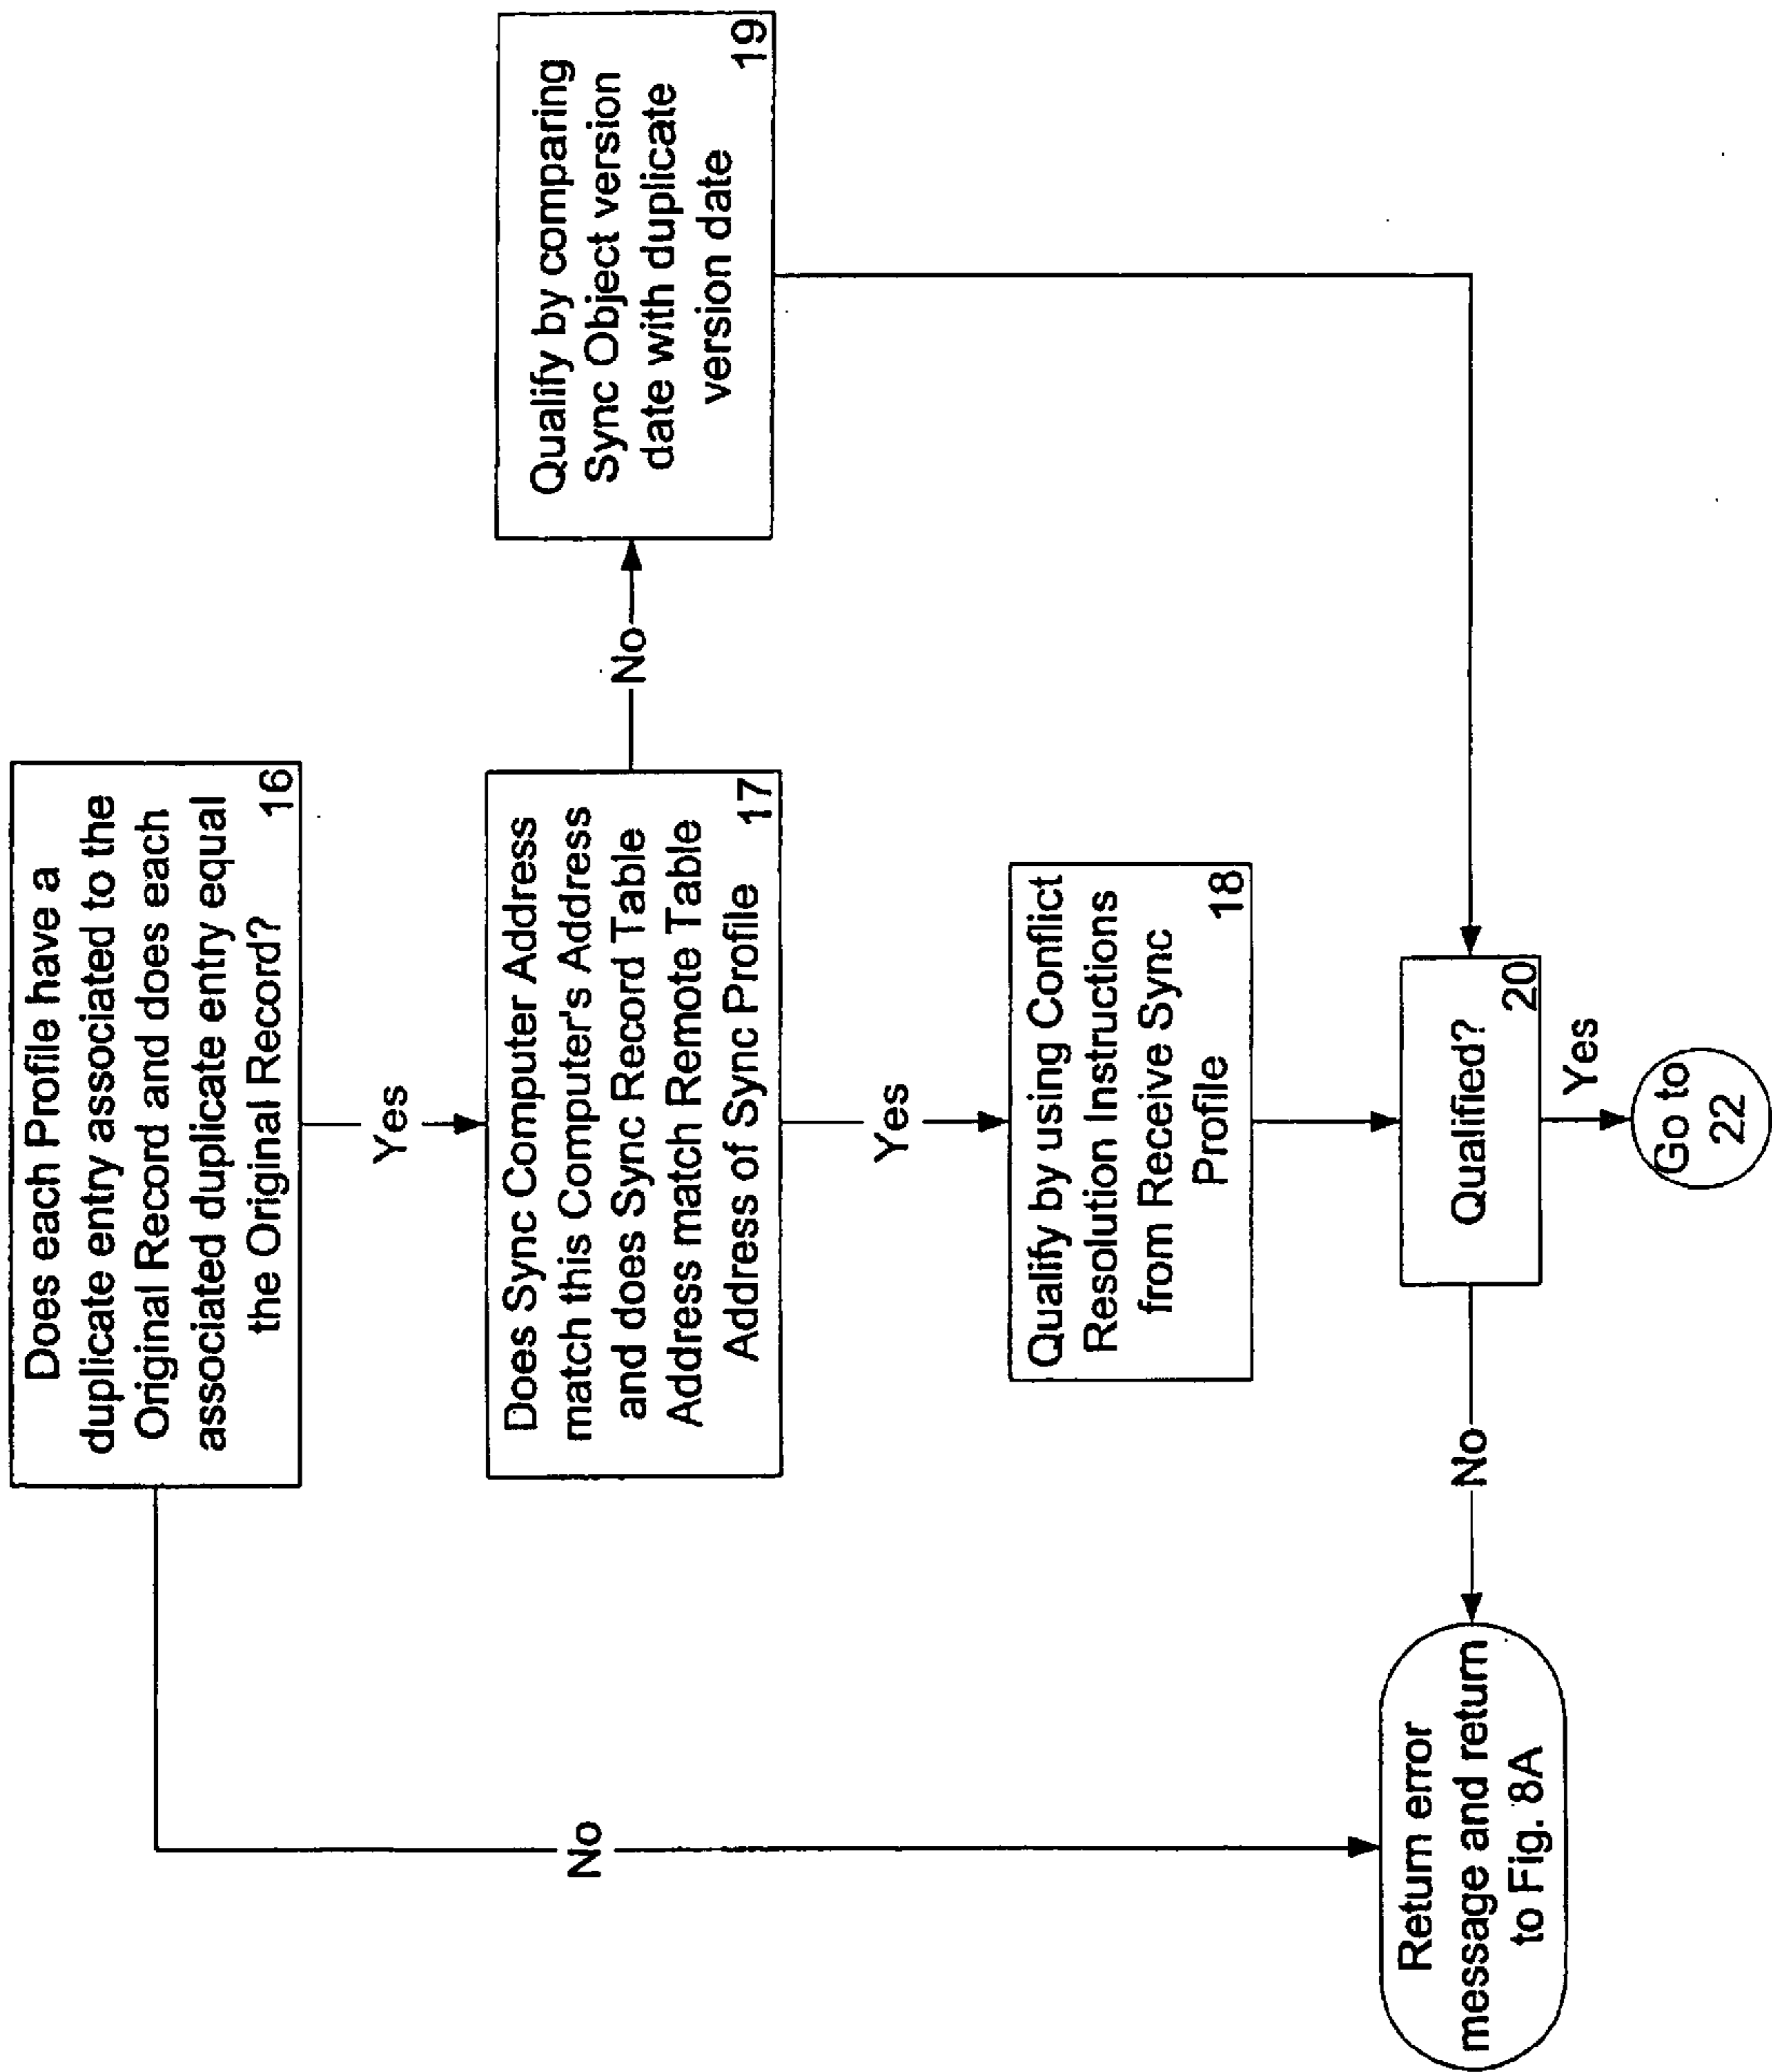 Does each Profile have a
duplicate entry associated to the
Original Record and does each
associated duplicate entry equal
the Original Record?
16
No
Yes
Does Sync Computer Address
match this Computer's Address
and does Sync Record Table
Address match Remote Table
Address of Sync Profile
17
No
Qualify by comparing
Sync Object version
date with duplicate
version date
19
Yes
Qualify by using Conflict
Resolution Instructions
from Receive Sync
Profile
18
Qualified?
20
No
Return error
message and return
to Fig. 8A
Yes
Go to
22